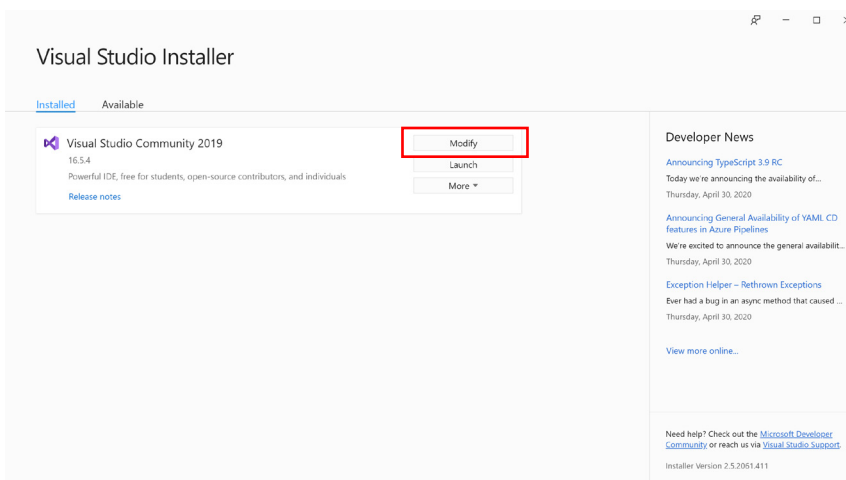 Visual Studio Installer
Installed Available
Visual Studio Community 2019
16.5.4
Powerful IDE, free for students, open-source contributors, and individuals
Release notes
Modify
Launch
More
Developer News
Announcing TypeScript 3.9 RC
Today we're announcing the availability of...
Thursday, April 30, 2020
Announcing General Availability of YAML CD
features in Azure Pipelines
We're excited to announce the general availabilit...
Thursday, April 30, 2020
Exception Helper – Rethrown Exceptions
Ever had a bug in an async method that caused ...
Thursday, April 30, 2020
View more online...
Need help? Check out the Microsoft Developer
Community or reach us via Visual Studio Support.
Installer Version 2.5.2061.411